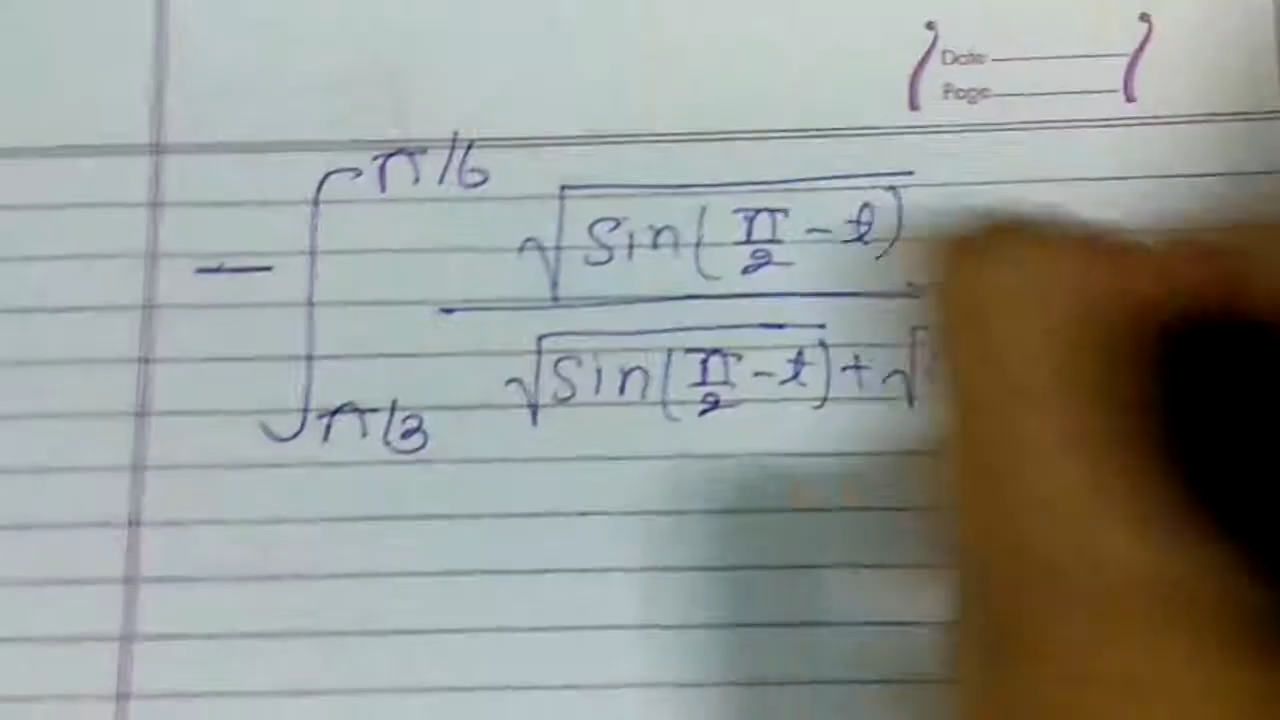 Date
Page
π/6
√Sin(π/2 - t)
-∫ ―――――――
√Sin(π/2 - t) + √
π/3